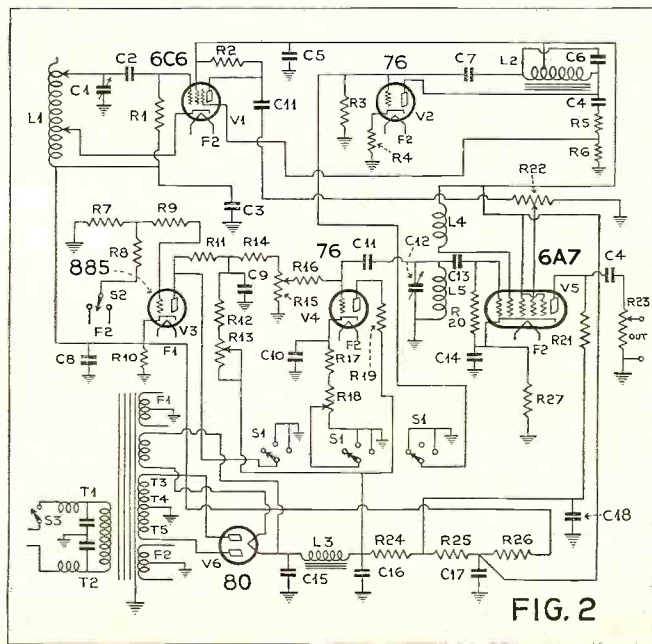 C2 6C6 R2 C5 C7 L2 C6
C1 C11 76 C4
L1 R1 V1 R3 V2 R5
F2 R4 F2 R6
C3 R22
R7 R9 L4
R8 R11 R14 76 C11 C12 6A7
885 R16 C13 C4
S2 C9 R15 V4 L5 V5 R23
F2 V3 R12 R20 OUT
R13 F2 F2 R21
C8 R10 F1 C10 R17 R19 C14
R18 R27
F1 S1 S1 S1
T3
T1 T4 C18
S3 T5 L3 R24 R25 R26
T2 F2 V6 80 C15 C16 C17
FIG. 2